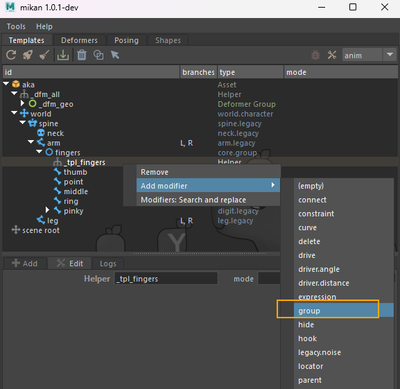 mikan 1.0.1-dev
Tools Help
Templates Deformers Posing Shapes
anim
id branches type mode
aka Asset
_dfm_all Helper
_dfm_geo Deformer Group
world world.character
spine spine.legacy
neck neck.legacy
arm L, R arm.legacy
fingers core.group
_tpl_fingers Helper
thumb
point
middle
ring
pinky digit.legacy
leg L, R leg.legacy
scene root
Remove
Add modifier
Modifiers: Search and replace
(empty)
connect
constraint
curve
delete
drive
driver.angle
driver.distance
expression
group
hide
hook
legacy.noise
locator
parent
Add Edit Logs
Helper _tpl_fingers mode